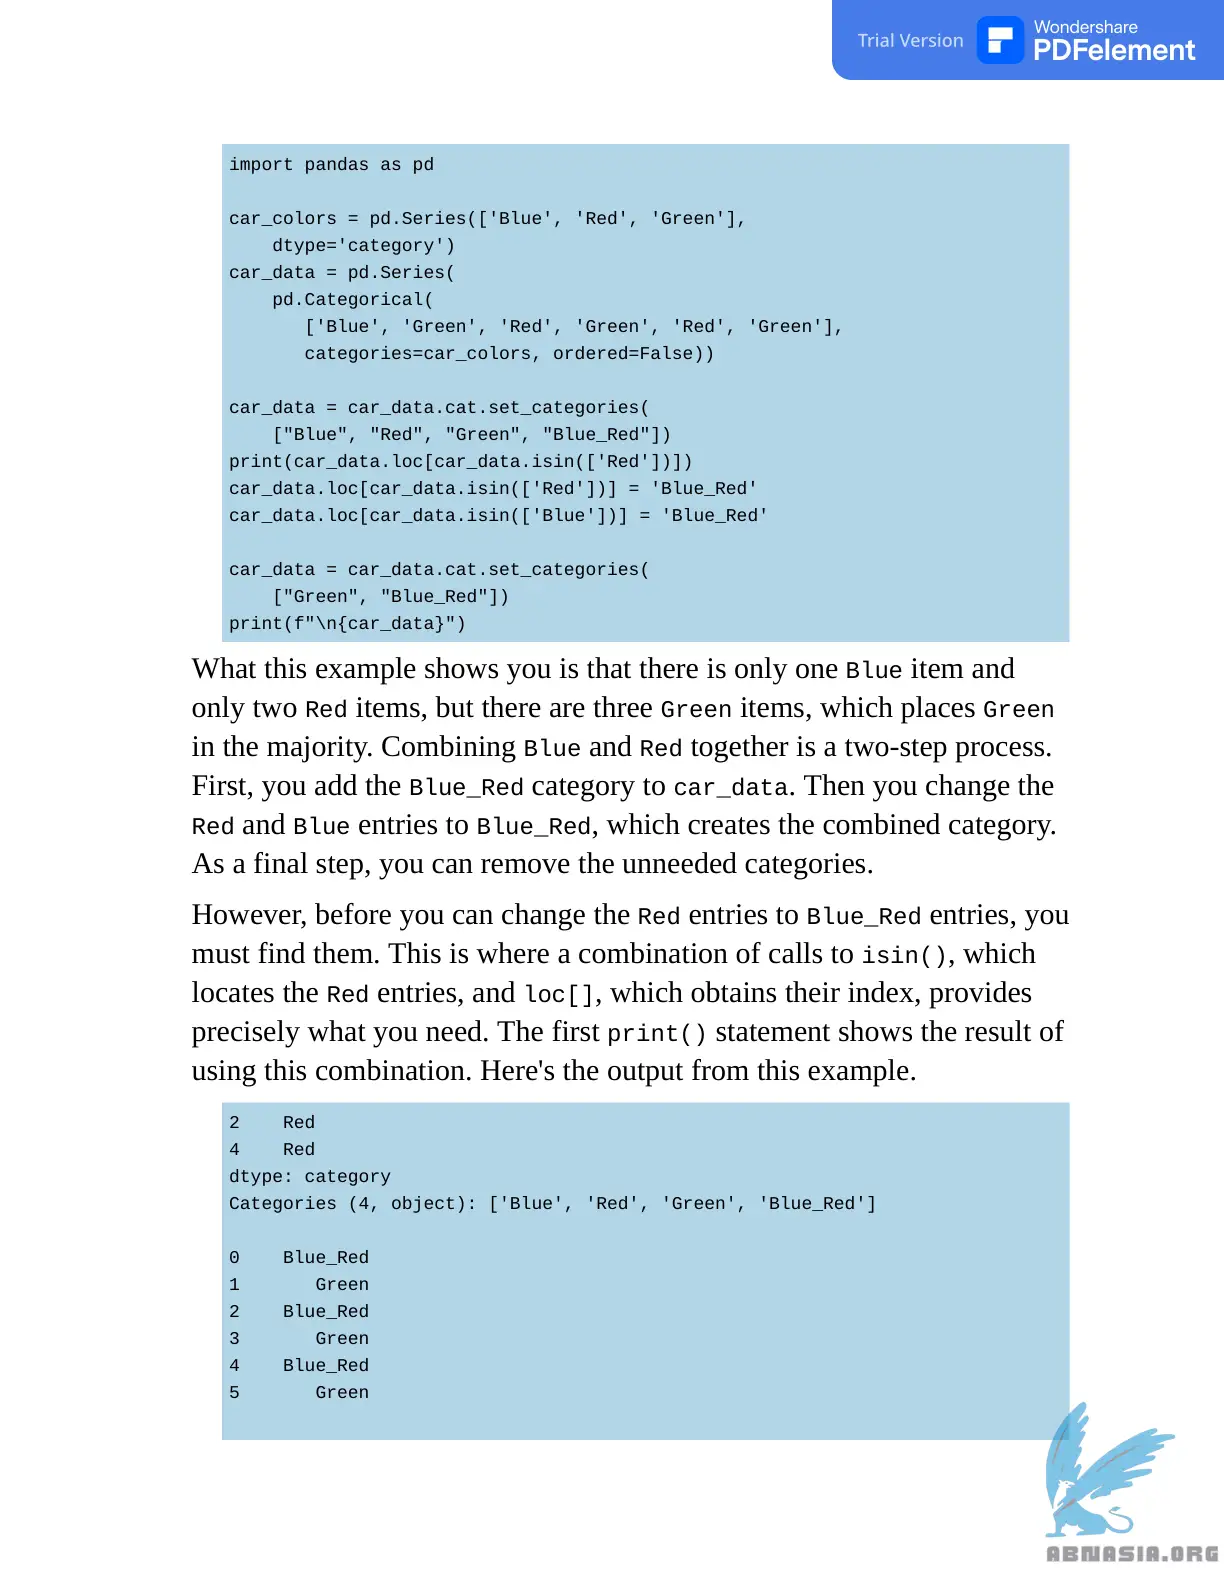 Trial Version
Wondershare
PDFelement
import pandas as pd
car_colors = pd.Series(['Blue', 'Red', 'Green'],
    dtype='category')
car_data = pd.Series(
    pd.Categorical(
       ['Blue', 'Green', 'Red', 'Green', 'Red', 'Green'],
       categories=car_colors, ordered=False))
car_data = car_data.cat.set_categories(
    ["Blue", "Red", "Green", "Blue_Red"])
print(car_data.loc[car_data.isin(['Red'])])
car_data.loc[car_data.isin(['Red'])] = 'Blue_Red'
car_data.loc[car_data.isin(['Blue'])] = 'Blue_Red'
car_data = car_data.cat.set_categories(
    ["Green", "Blue_Red"])
print(f"\n{car_data}")
What this example shows you is that there is only one Blue item and
only two Red items, but there are three Green items, which places Green
in the majority. Combining Blue and Red together is a two-step process.
First, you add the Blue_Red category to car_data. Then you change the
Red and Blue entries to Blue_Red, which creates the combined category.
As a final step, you can remove the unneeded categories.
However, before you can change the Red entries to Blue_Red entries, you
must find them. This is where a combination of calls to isin(), which
locates the Red entries, and loc[], which obtains their index, provides
precisely what you need. The first print() statement shows the result of
using this combination. Here's the output from this example.
2    Red
4    Red
dtype: category
Categories (4, object): ['Blue', 'Red', 'Green', 'Blue_Red']
0    Blue_Red
1       Green
2    Blue_Red
3       Green
4    Blue_Red
5       Green
ABNASIA.ORG